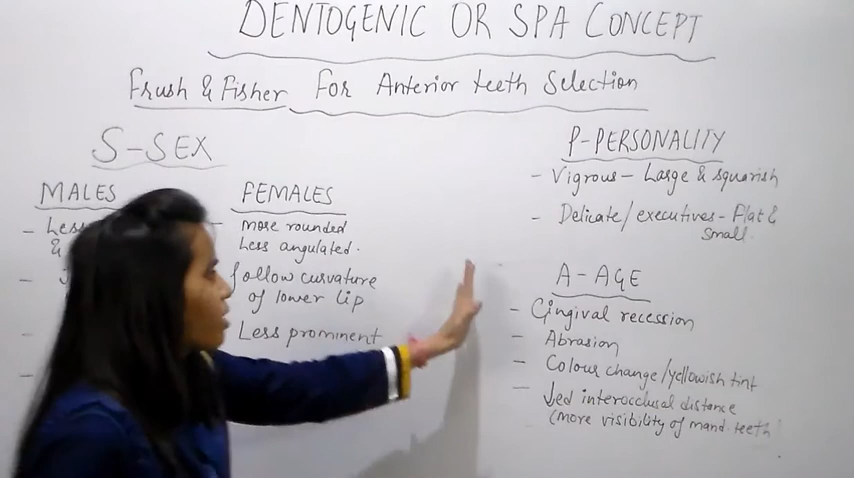 DENTOGENIC OR SPA CONCEPT
Frush & Fisher For Anterior teeth Selection
S-SEX
MALES
- Less
&
-
-
-
FEMALES
- More rounded
Less angulated.
follow curvature
of lower lip
Less prominent
P-PERSONALITY
- Vigrous - Large & squarish
- Delicate/executives - Flat &
Small.
A-AGE
- Gingival recession
- Abrasion
- Colour change/yellowish tint
- ↓ed interocclusal distance
(more visibility of mand. teeth